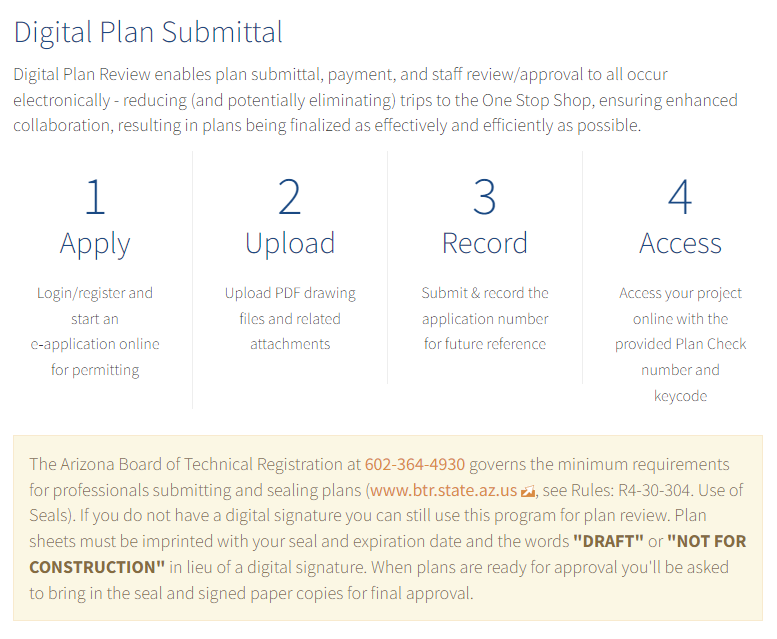 Digital Plan Submittal
Digital Plan Review enables plan submittal, payment, and staff review/approval to all occur
electronically - reducing (and potentially eliminating) trips to the One Stop Shop, ensuring enhanced
collaboration, resulting in plans being finalized as effectively and efficiently as possible.
1
Apply
Login/register and
start an
e-application online
for permitting
2
Upload
Upload PDF drawing
files and related
attachments
3
Record
Submit & record the
application number
for future reference
4
Access
Access your project
online with the
provided Plan Check
number and
keycode
The Arizona Board of Technical Registration at 602-364-4930 governs the minimum requirements
for professionals submitting and sealing plans (www.btr.state.az.us, see Rules: R4-30-304. Use of
Seals). If you do not have a digital signature you can still use this program for plan review. Plan
sheets must be imprinted with your seal and expiration date and the words "DRAFT" or "NOT FOR
CONSTRUCTION" in lieu of a digital signature. When plans are ready for approval you'll be asked
to bring in the seal and signed paper copies for final approval.